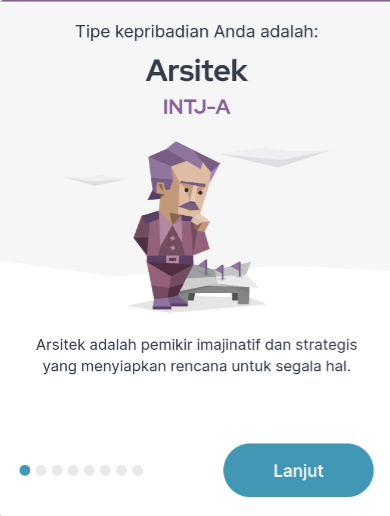 Tipe kepribadian Anda adalah:
Arsitek
INTJ-A
Arsitek adalah pemikir imajinatif dan strategis
yang menyiapkan rencana untuk segala hal.
Lanjut